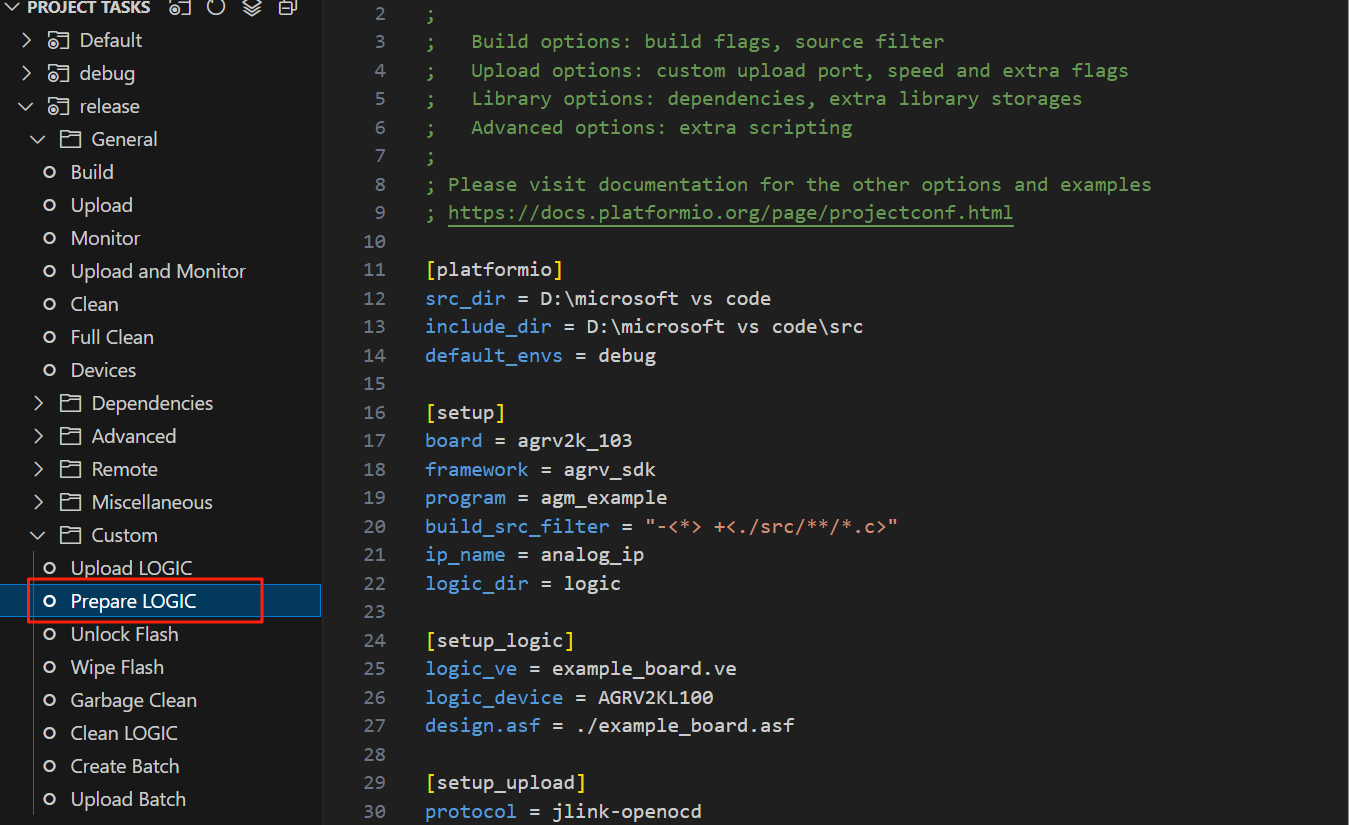 PROJECT TASKS
Default
debug
release
General
Build
Upload
Monitor
Upload and Monitor
Clean
Full Clean
Devices
Dependencies
Advanced
Remote
Miscellaneous
Custom
Upload LOGIC
Prepare LOGIC
Unlock Flash
Wipe Flash
Garbage Clean
Clean LOGIC
Create Batch
Upload Batch
2 ;
3 ;   Build options: build flags, source filter
4 ;   Upload options: custom upload port, speed and extra flags
5 ;   Library options: dependencies, extra library storages
6 ;   Advanced options: extra scripting
7 ;
8 ; Please visit documentation for the other options and examples
9 ; https://docs.platformio.org/page/projectconf.html
10
11 [platformio]
12 src_dir = D:\microsoft vs code
13 include_dir = D:\microsoft vs code\src
14 default_envs = debug
15
16 [setup]
17 board = agrv2k_103
18 framework = agrv_sdk
19 program = agm_example
20 build_src_filter = "-<*> +<./src/**/*.c>"
21 ip_name = analog_ip
22 logic_dir = logic
23
24 [setup_logic]
25 logic_ve = example_board.ve
26 logic_device = AGRV2KL100
27 design.asf = ./example_board.asf
28
29 [setup_upload]
30 protocol = jlink-openocd